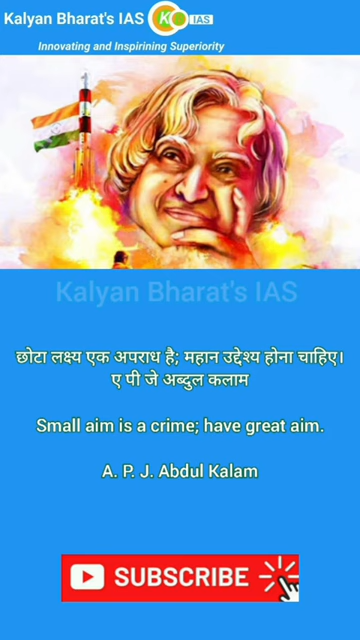 Kalyan Bharat's IAS K IAS
Innovating and Inspirining Superiority
Kalyan Bharat's IAS
छोटा लक्ष्य एक अपराध है; महान उद्देश्य होना चाहिए।
ए पी जे अब्दुल कलाम
Small aim is a crime; have great aim.
A. P. J. Abdul Kalam
SUBSCRIBE